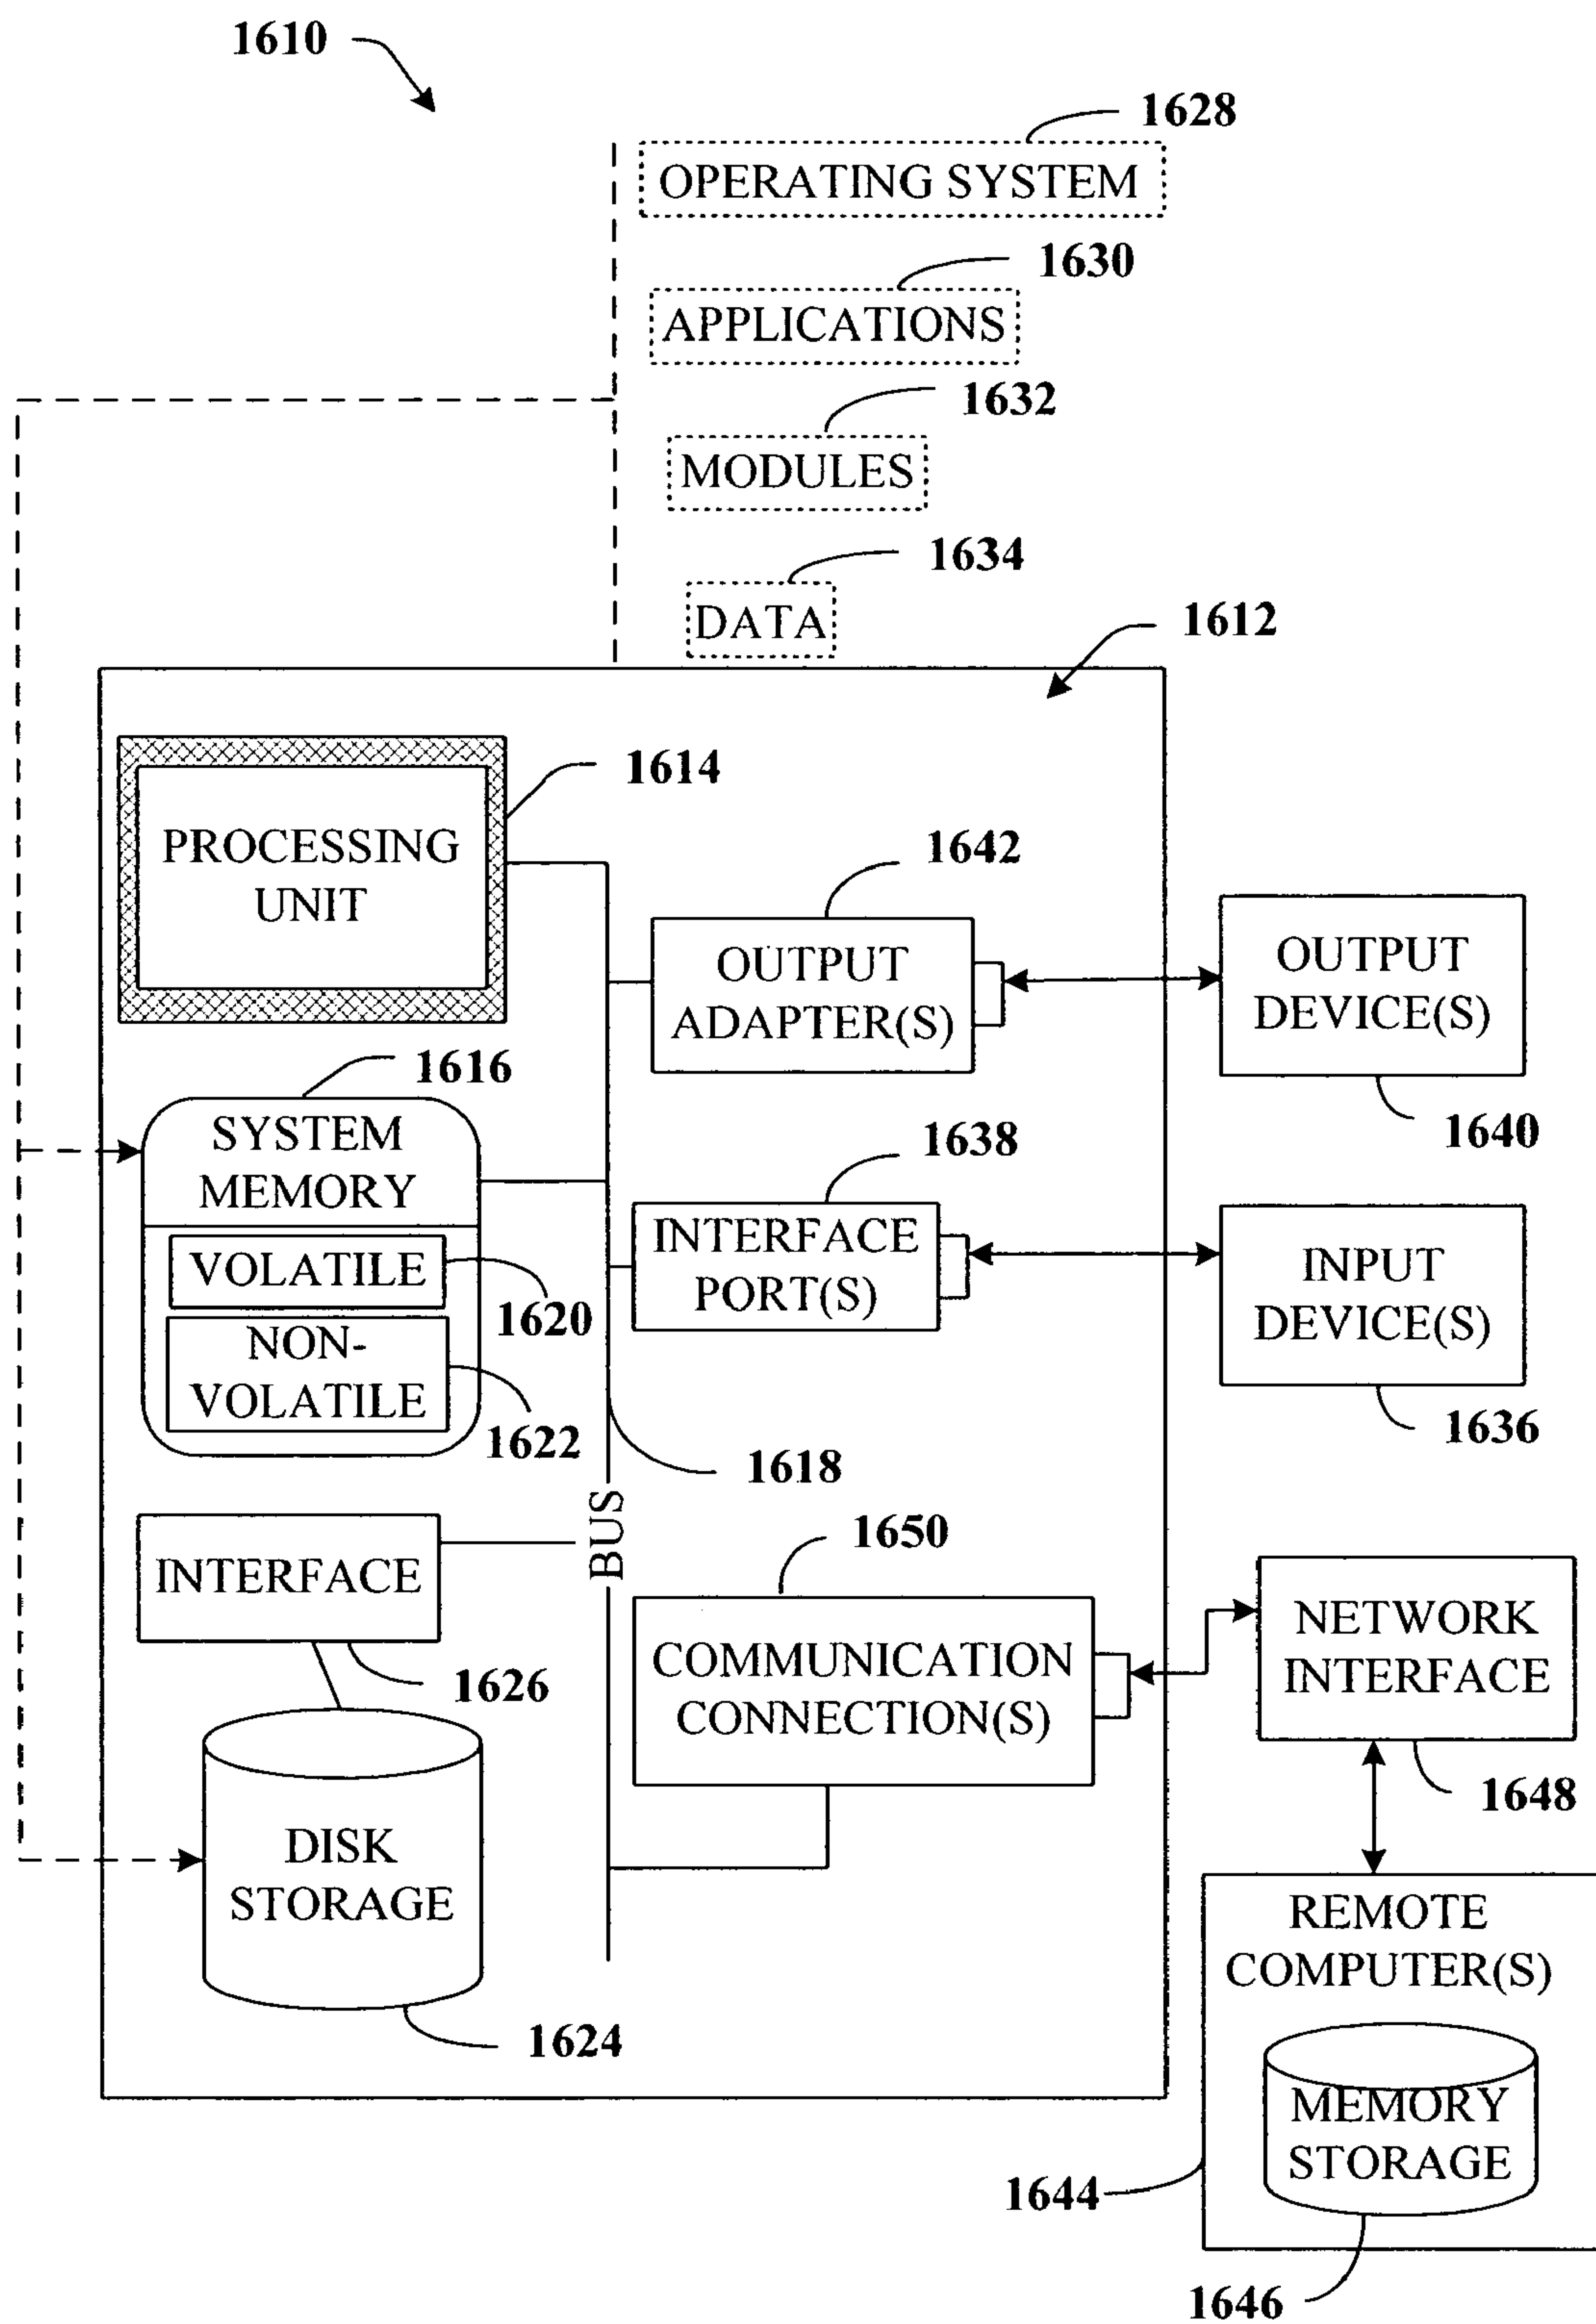 1610
1628
OPERATING SYSTEM
1630
APPLICATIONS
1632
MODULES
1634
DATA
1612
1614
PROCESSING
UNIT
1642
OUTPUT
ADAPTER(S)
OUTPUT
DEVICE(S)
1640
1616
SYSTEM
MEMORY
VOLATILE
1620
NON-
VOLATILE
1622
1638
INTERFACE
PORT(S)
INPUT
DEVICE(S)
1636
1618
BUS
INTERFACE
1626
1650
COMMUNICATION
CONNECTION(S)
NETWORK
INTERFACE
1648
DISK
STORAGE
1624
REMOTE
COMPUTER(S)
MEMORY
STORAGE
1644
1646